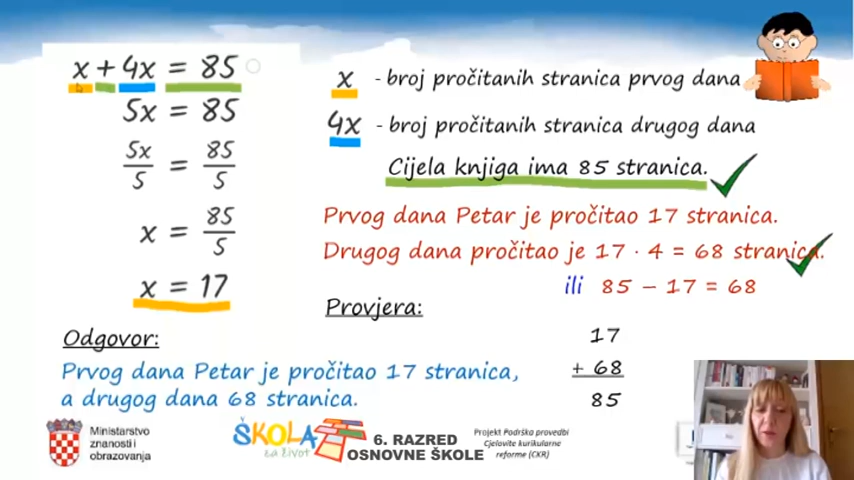 x + 4x = 85
5x = 85
5x/5 = 85/5
x = 85/5
x = 17
x - broj pročitanih stranica prvog dana
4x - broj pročitanih stranica drugog dana
Cijela knjiga ima 85 stranica.
Prvog dana Petar je pročitao 17 stranica.
Drugog dana pročitao je 17 · 4 = 68 stranica.
ili 85 – 17 = 68
Provjera:
17
+ 68
85
Odgovor:
Prvog dana Petar je pročitao 17 stranica,
a drugog dana 68 stranica.
Ministarstvo
znanosti i
obrazovanja
ŠKOLA
za život
6. RAZRED
OSNOVNE ŠKOLE
Projekt Podrška provedbi
Cjelovite kurikularne
reforme (CKR)